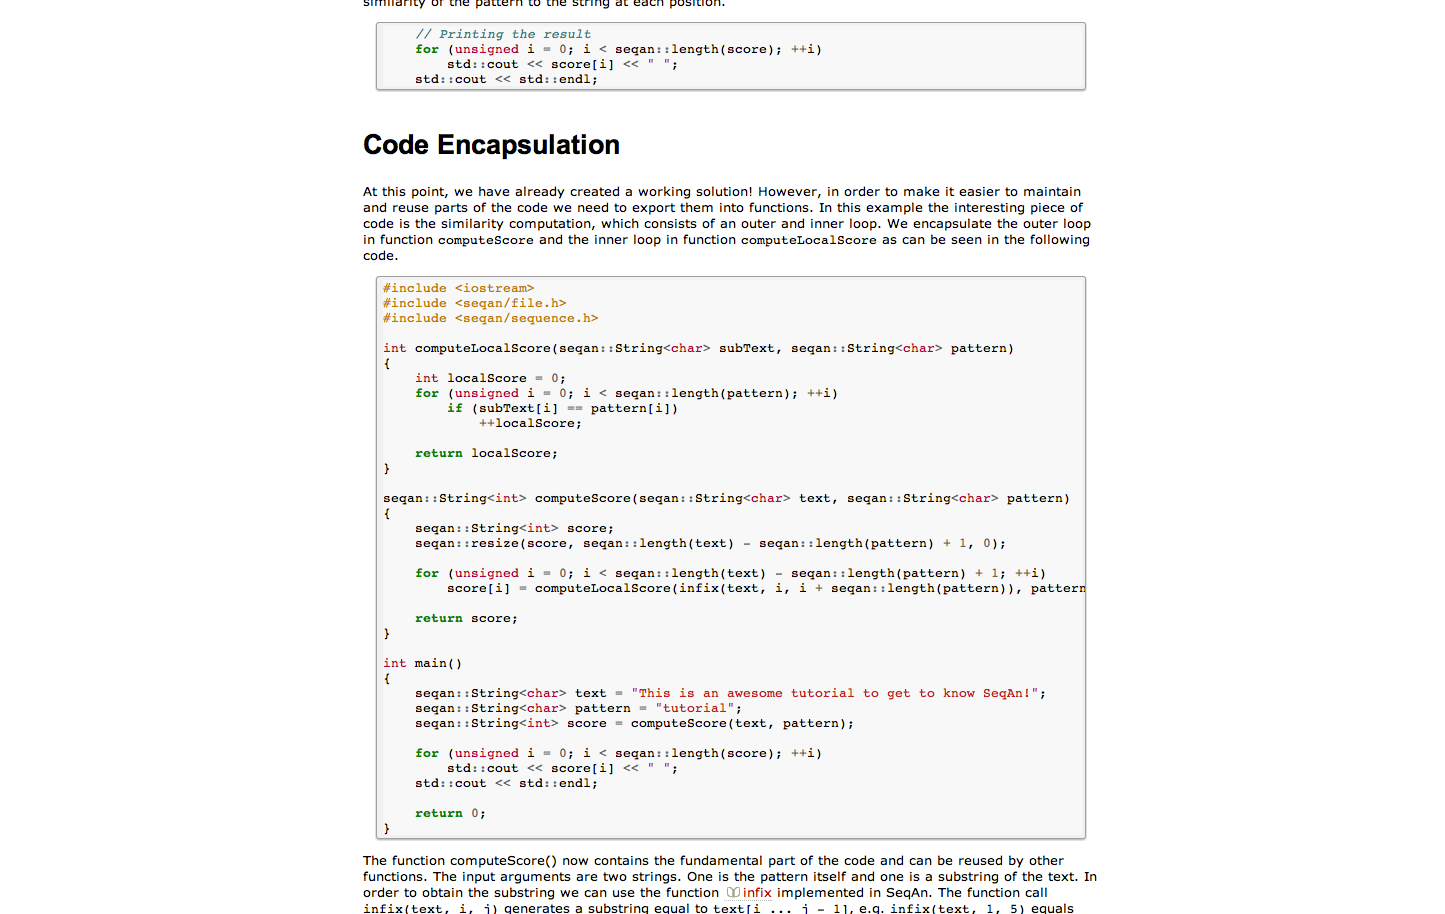 similarity of the pattern to the string at each position.
// Printing the result
for (unsigned i = 0; i < seqan::length(score); ++i)
std::cout << score[i] << " ";
std::cout << std::endl;
Code Encapsulation
At this point, we have already created a working solution! However, in order to make it easier to maintain
and reuse parts of the code we need to export them into functions. In this example the interesting piece of
code is the similarity computation, which consists of an outer and inner loop. We encapsulate the outer loop
in function computeScore and the inner loop in function computeLocalScore as can be seen in the following
code.
#include <iostream>
#include <seqan/file.h>
#include <seqan/sequence.h>
int computeLocalScore(seqan::String<char> subText, seqan::String<char> pattern)
{
int localScore = 0;
for (unsigned i = 0; i < seqan::length(pattern); ++i)
if (subText[i] == pattern[i])
++localScore;
return localScore;
}
seqan::String<int> computeScore(seqan::String<char> text, seqan::String<char> pattern)
{
seqan::String<int> score;
seqan::resize(score, seqan::length(text) - seqan::length(pattern) + 1, 0);
for (unsigned i = 0; i < seqan::length(text) - seqan::length(pattern) + 1; ++i)
score[i] = computeLocalScore(infix(text, i, i + seqan::length(pattern)), pattern
return score;
}
int main()
{
seqan::String<char> text = "This is an awesome tutorial to get to know SeqAn!";
seqan::String<char> pattern = "tutorial";
seqan::String<int> score = computeScore(text, pattern);
for (unsigned i = 0; i < seqan::length(score); ++i)
std::cout << score[i] << " ";
std::cout << std::endl;
return 0;
}
The function computeScore() now contains the fundamental part of the code and can be reused by other
functions. The input arguments are two strings. One is the pattern itself and one is a substring of the text. In
order to obtain the substring we can use the function infix implemented in SeqAn. The function call
infix(text, i, j) generates a substring equal to text[i ... j - 1], e.g. infix(text, 1, 5) equals